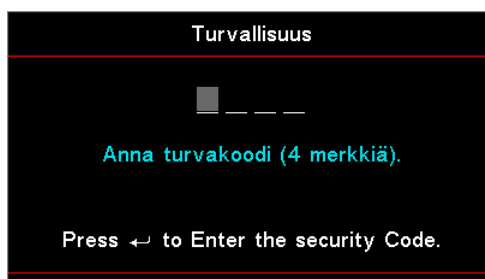 Turvallisuus
_ _ _ _
Anna turvakoodi (4 merkkiä).
Press ↵ to Enter the security Code.